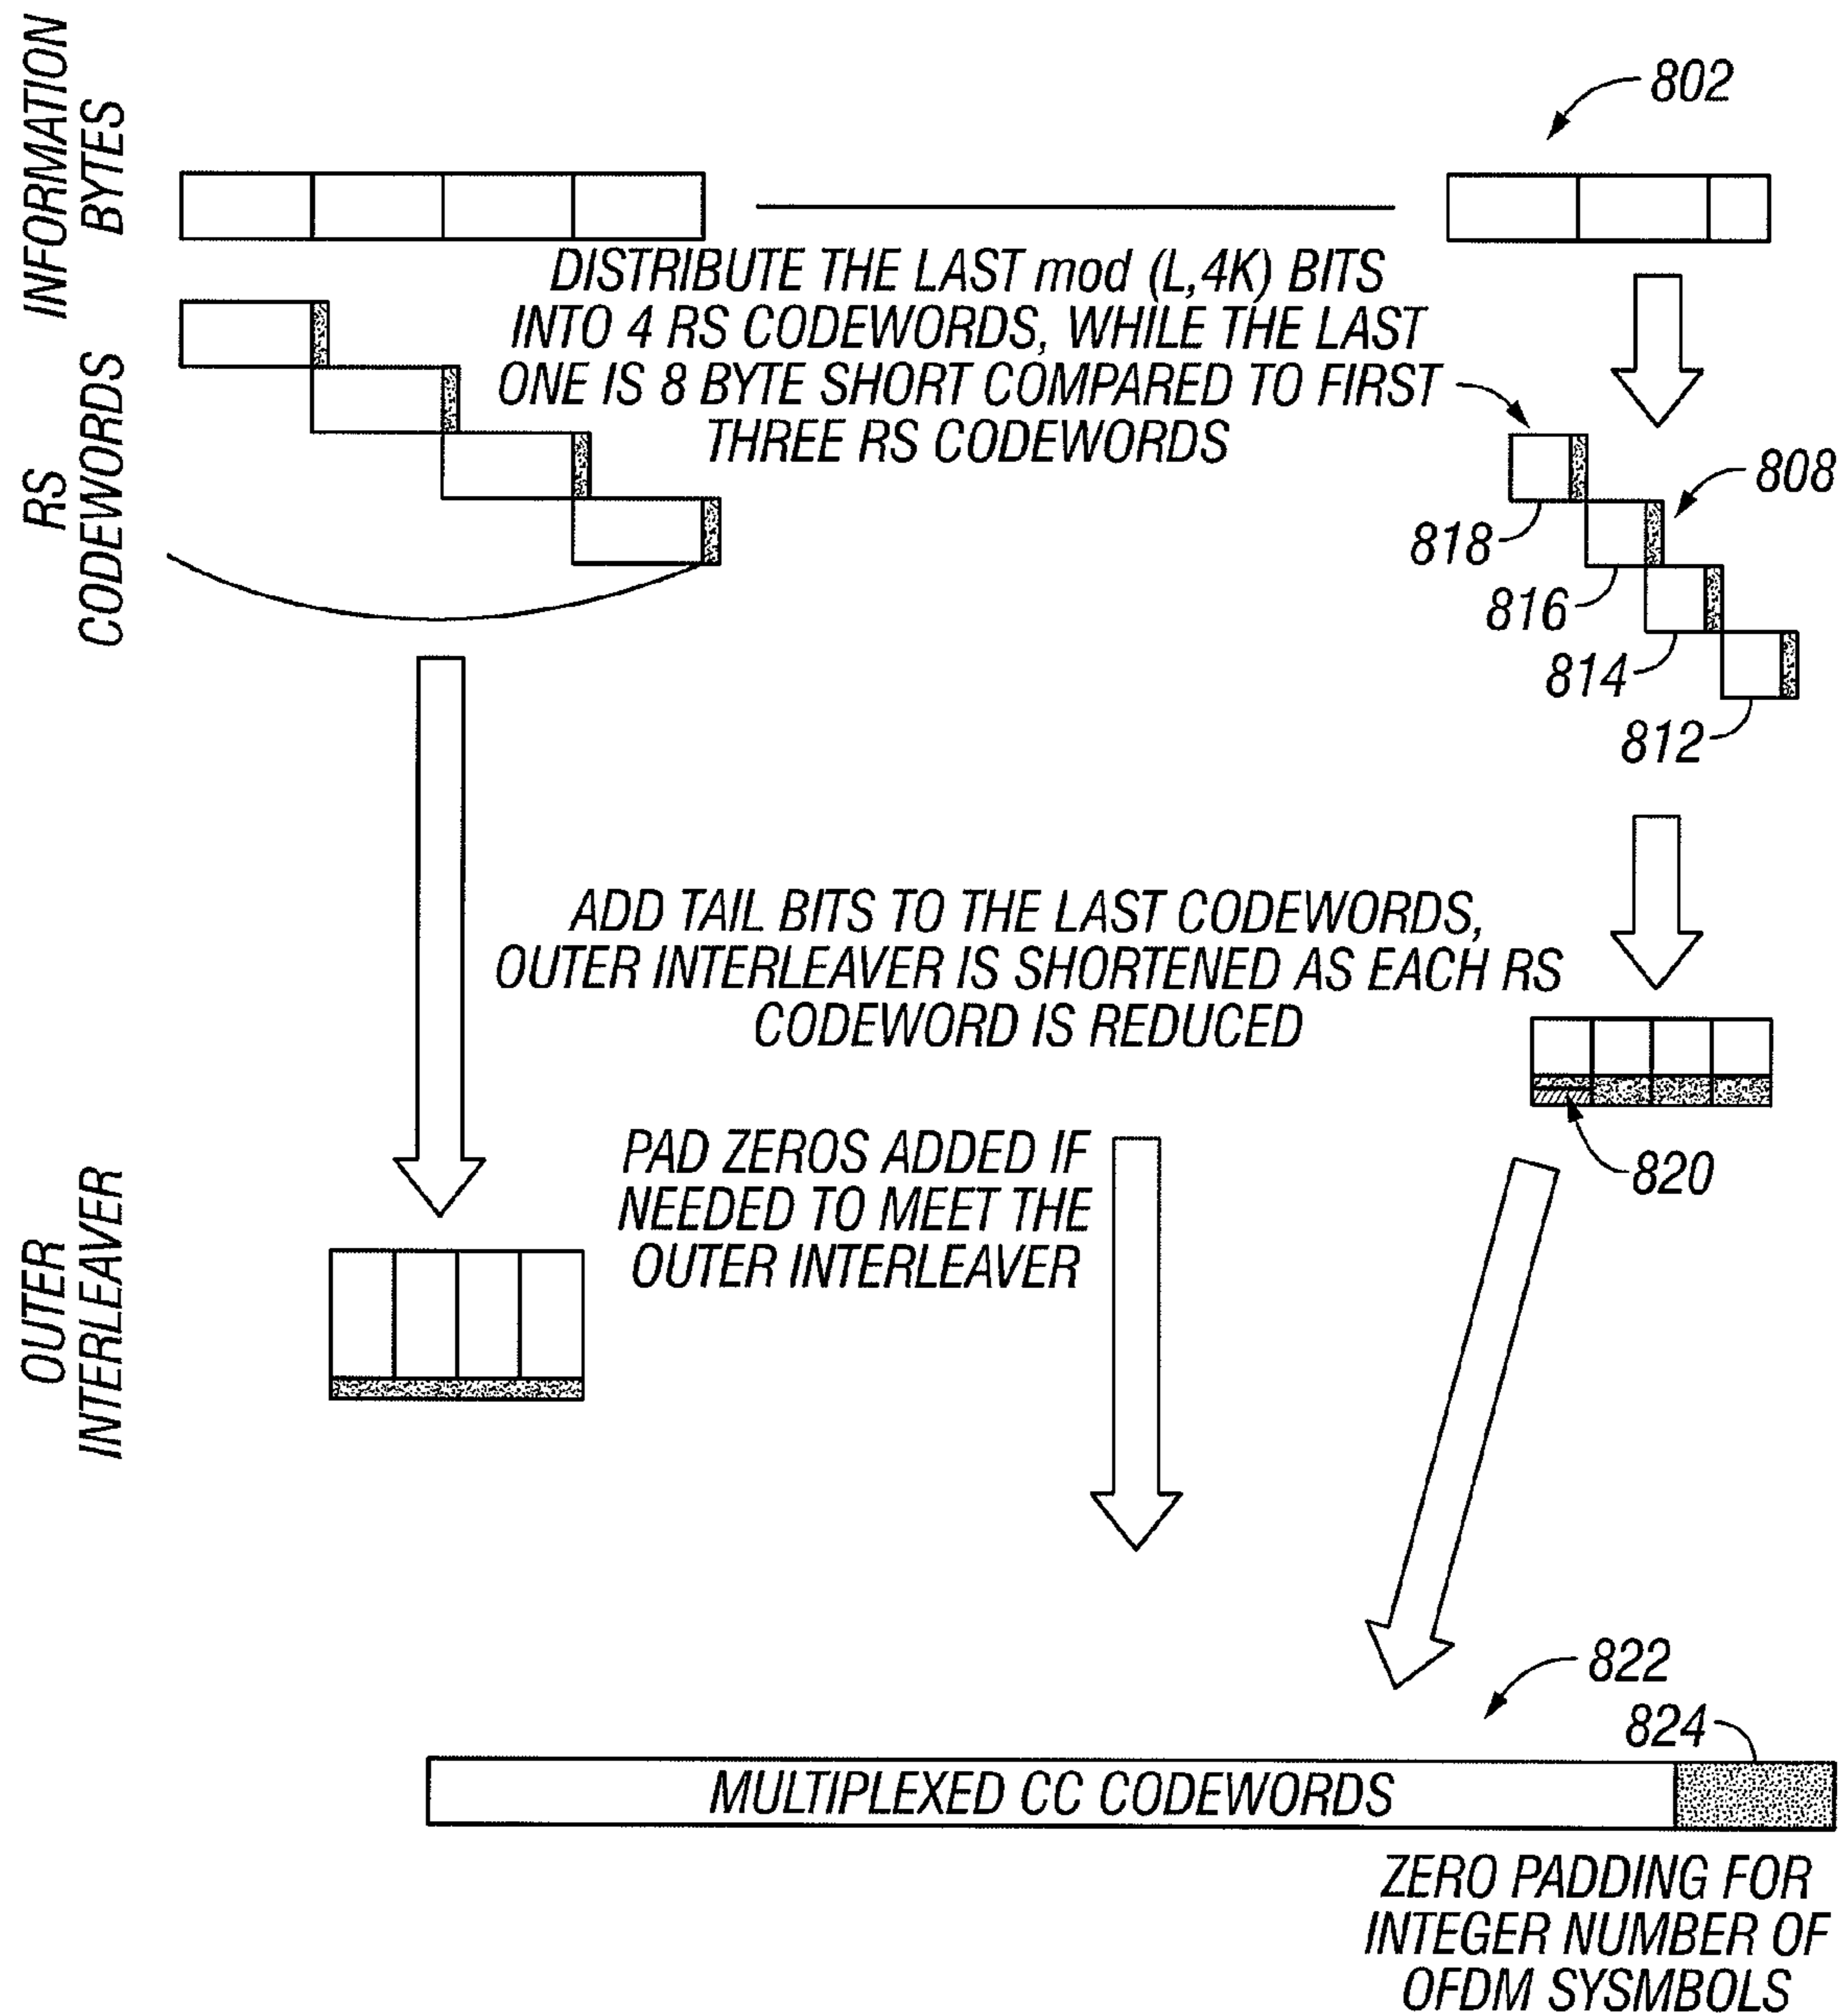 INFORMATION
BYTES
802
DISTRIBUTE THE LAST mod (L,4K) BITS
INTO 4 RS CODEWORDS, WHILE THE LAST
ONE IS 8 BYTE SHORT COMPARED TO FIRST
THREE RS CODEWORDS
RS
CODEWORDS
808
818
816
814
812
ADD TAIL BITS TO THE LAST CODEWORDS,
OUTER INTERLEAVER IS SHORTENED AS EACH RS
CODEWORD IS REDUCED
820
PAD ZEROS ADDED IF
NEEDED TO MEET THE
OUTER INTERLEAVER
OUTER
INTERLEAVER
822
824
MULTIPLEXED CC CODEWORDS
ZERO PADDING FOR
INTEGER NUMBER OF
OFDM SYSMBOLS